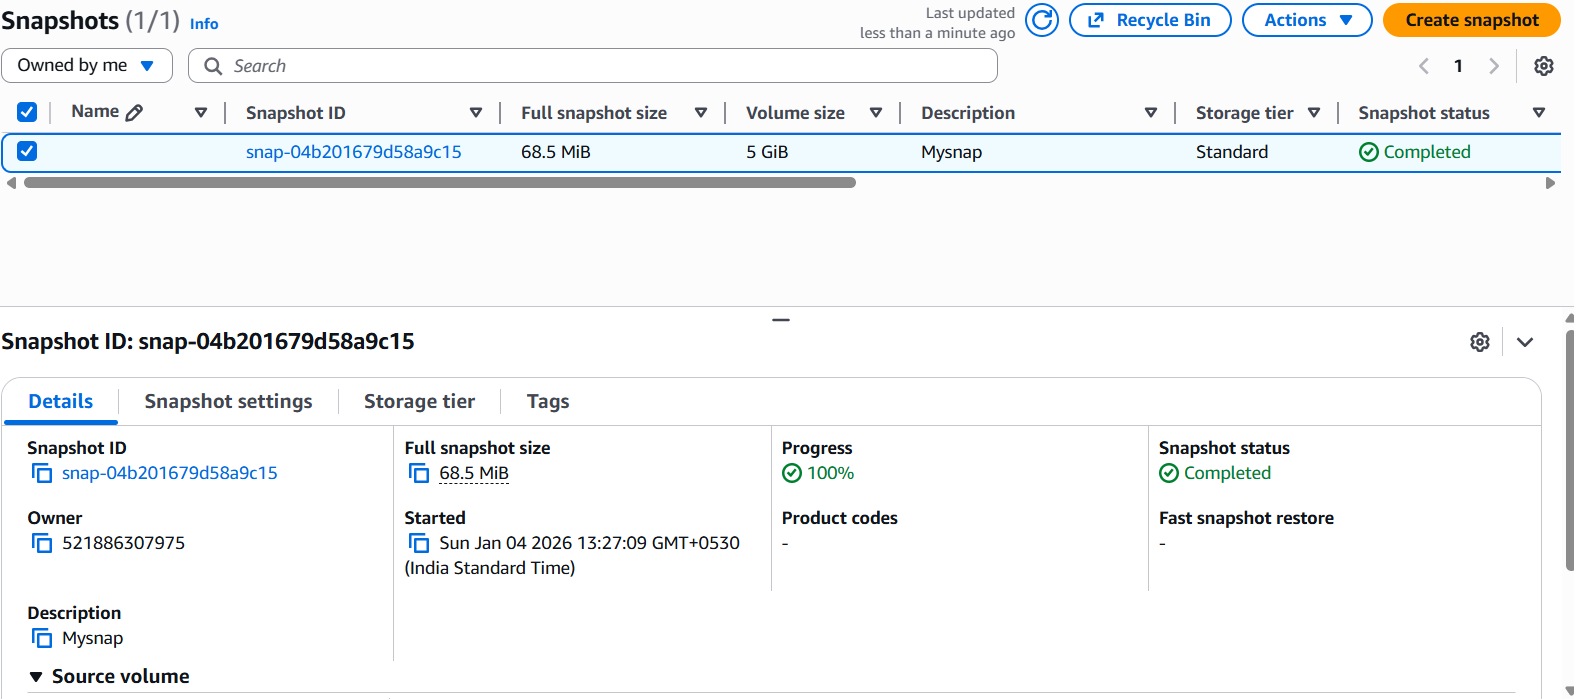 Snapshots (1/1) Info
Last updated
less than a minute ago
Recycle Bin
Actions
Create snapshot
Owned by me
Search
1
Name Snapshot ID Full snapshot size Volume size Description Storage tier Snapshot status
snap-04b201679d58a9c15 68.5 MiB 5 GiB Mysnap Standard Completed
Snapshot ID: snap-04b201679d58a9c15
Details Snapshot settings Storage tier Tags
Snapshot ID
snap-04b201679d58a9c15
Full snapshot size
68.5 MiB
Progress
100%
Snapshot status
Completed
Owner
521886307975
Started
Sun Jan 04 2026 13:27:09 GMT+0530
(India Standard Time)
Product codes
-
Fast snapshot restore
-
Description
Mysnap
Source volume